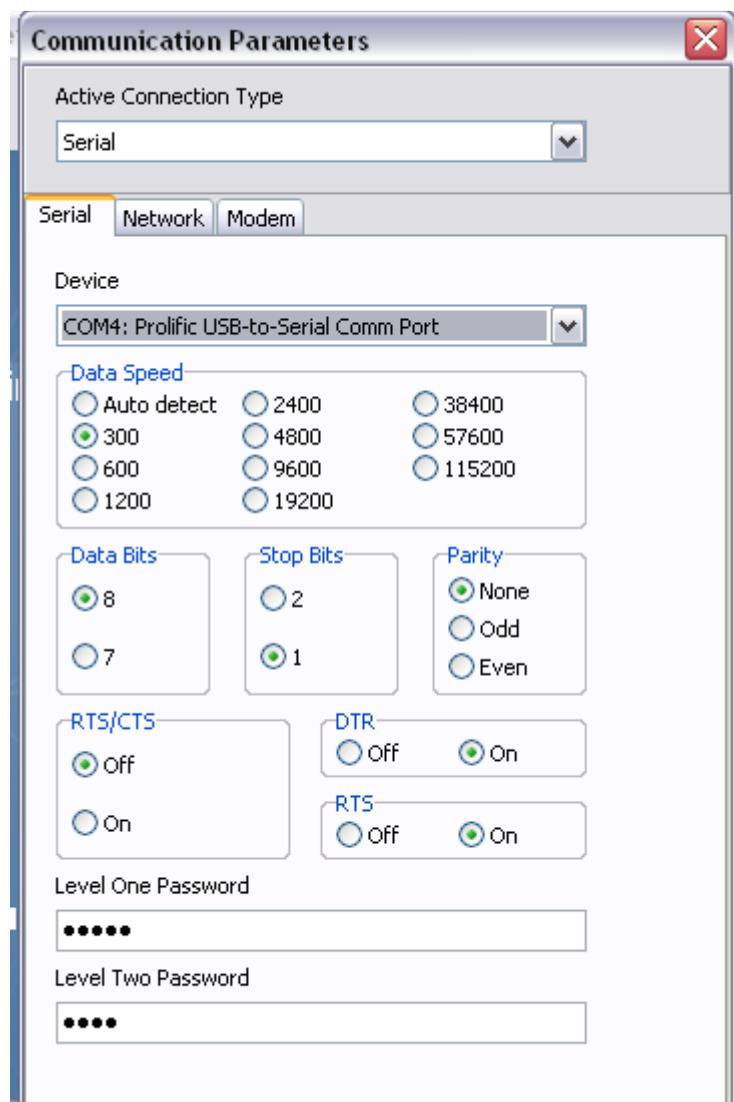 Communication Parameters
Active Connection Type
Serial
Serial Network Modem
Device
COM4: Prolific USB-to-Serial Comm Port
Data Speed
Auto detect 2400 38400
300 4800 57600
600 9600 115200
1200 19200
Data Bits Stop Bits Parity
8 2 None
Odd
7 1 Even
RTS/CTS DTR
Off Off On
RTS
On Off On
Level One Password
•••••
Level Two Password
••••